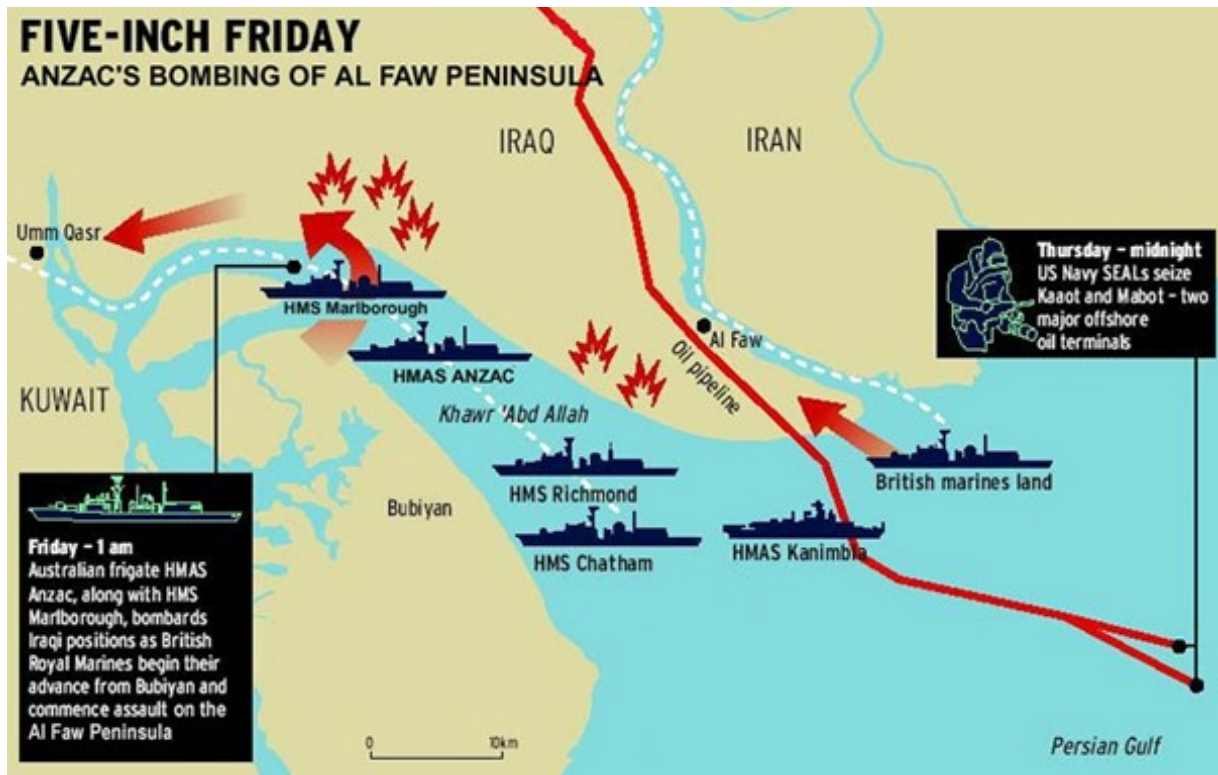 FIVE-INCH FRIDAY
ANZAC'S BOMBING OF AL FAW PENINSULA
IRAQ
IRAN
Umm Qasr
Thursday – midnight
US Navy SEALs seize
Kaaot and Mabot – two
major offshore
oil terminals
HMS Marlborough
Al Faw
Oil pipeline
HMAS ANZAC
KUWAIT
Khawr 'Abd Allah
HMS Richmond
British marines land
Bubiyan
HMS Chatham
HMAS Kanimbla
Friday – 1 am
Australian frigate HMAS
Anzac, along with HMS
Marlborough, bombards
Iraqi positions as British
Royal Marines begin their
advance from Bubiyan and
commence assault on the
Al Faw Peninsula
0 10km
Persian Gulf